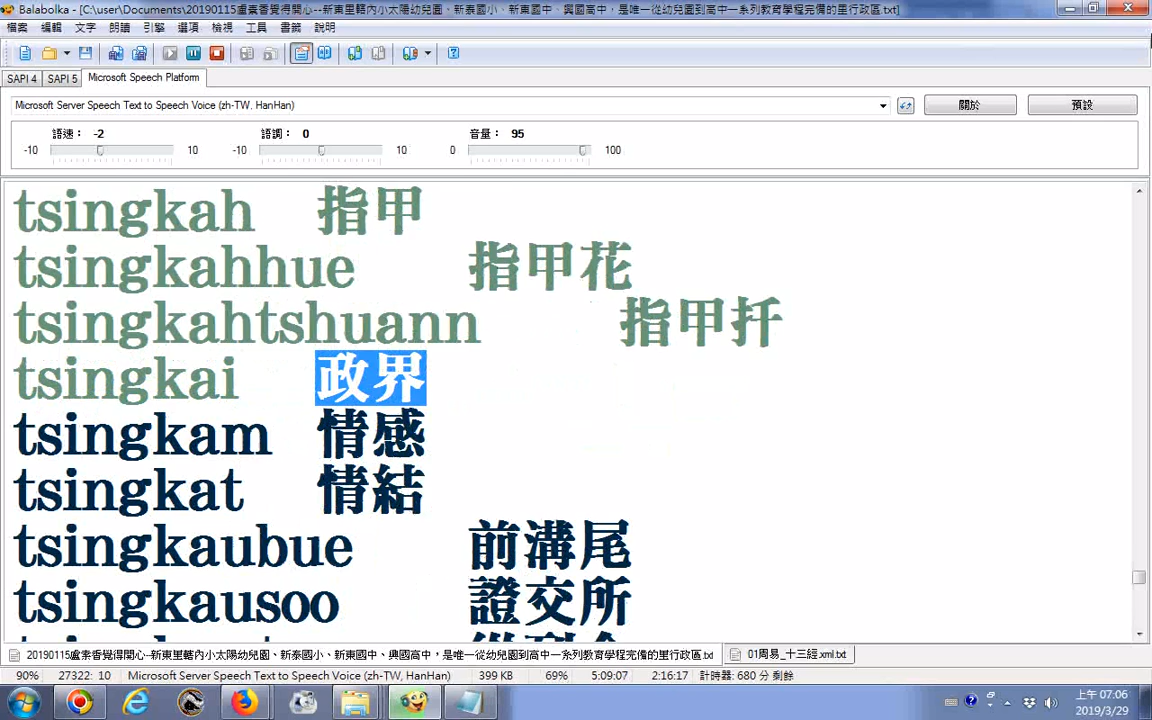 Balabolka - [C:\user\Documents\20190115盧素香覺得開心--新東里轄內小太陽幼兒園、新泰國小、新東國中、興國高中，是唯一從幼兒園到高中一系列教育學程完備的里行政區.txt]
檔案 編輯 文字 朗讀 引擎 選項 檢視 工具 書籤 說明
SAPI 4 SAPI 5 Microsoft Speech Platform
Microsoft Server Speech Text to Speech Voice (zh-TW, HanHan) 關於 預設
語速： -2 語調： 0 音量： 95
-10 10 -10 10 0 100
tsingkah 指甲
tsingkahhue 指甲花
tsingkahtshuann 指甲扦
tsingkai 政界
tsingkam 情感
tsingkat 情結
tsingkaubue 前溝尾
tsingkausoo 證交所
20190115盧素香覺得開心--新東里轄內小太陽幼兒園、新泰國小、新東國中、興國高中，是唯一從幼兒園到高中一系列教育學程完備的里行政區.txt 01周易_十三經.xml.txt
90% 27322: 10 Microsoft Server Speech Text to Speech Voice (zh-TW, HanHan) 399 KB 69% 5:09:07 2:16:17 計時器: 680 分 剩餘
上午 07:06
2019/3/29